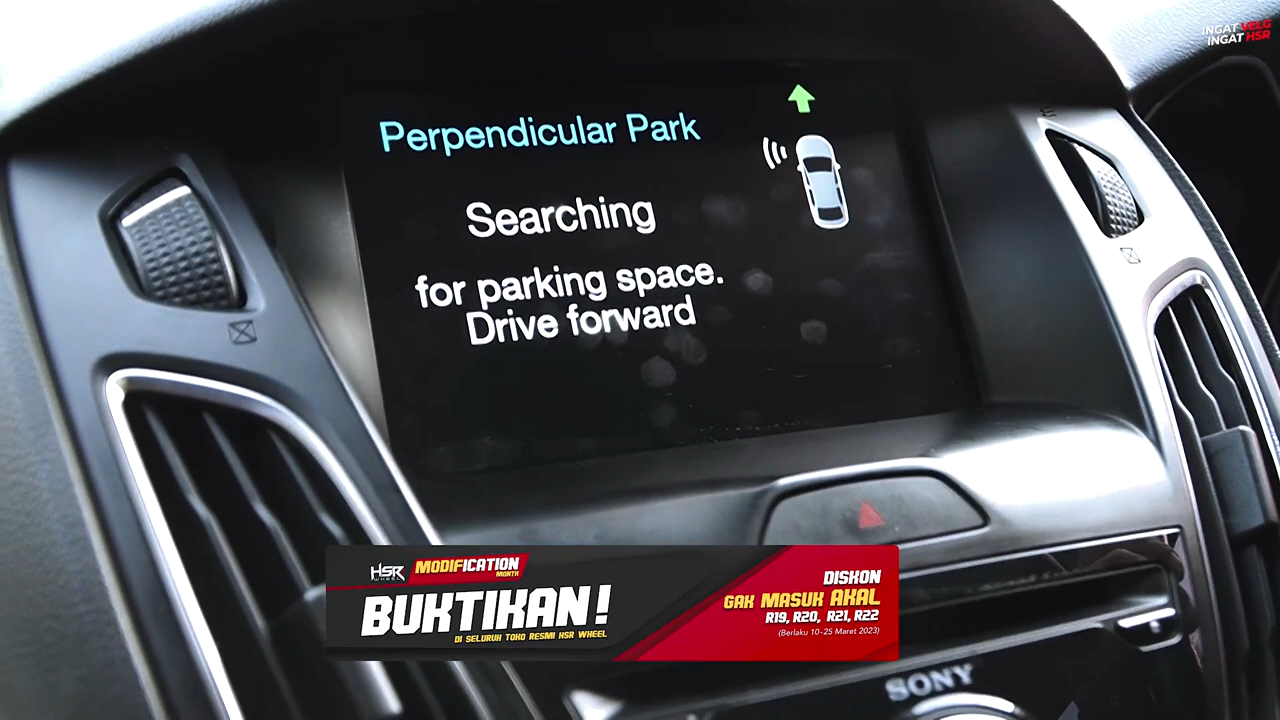 INGAT VELG
INGAT HSR
Perpendicular Park
Searching
for parking space.
Drive forward
HSR
WHEEL
MODIFICATION
MONTH
BUKTIKAN!
DI SELURUH TOKO RESMI HSR WHEEL
DISKON
GAK MASUK AKAL
R19, R20, R21, R22
(Berlaku 10-25 Maret 2023)
SONY